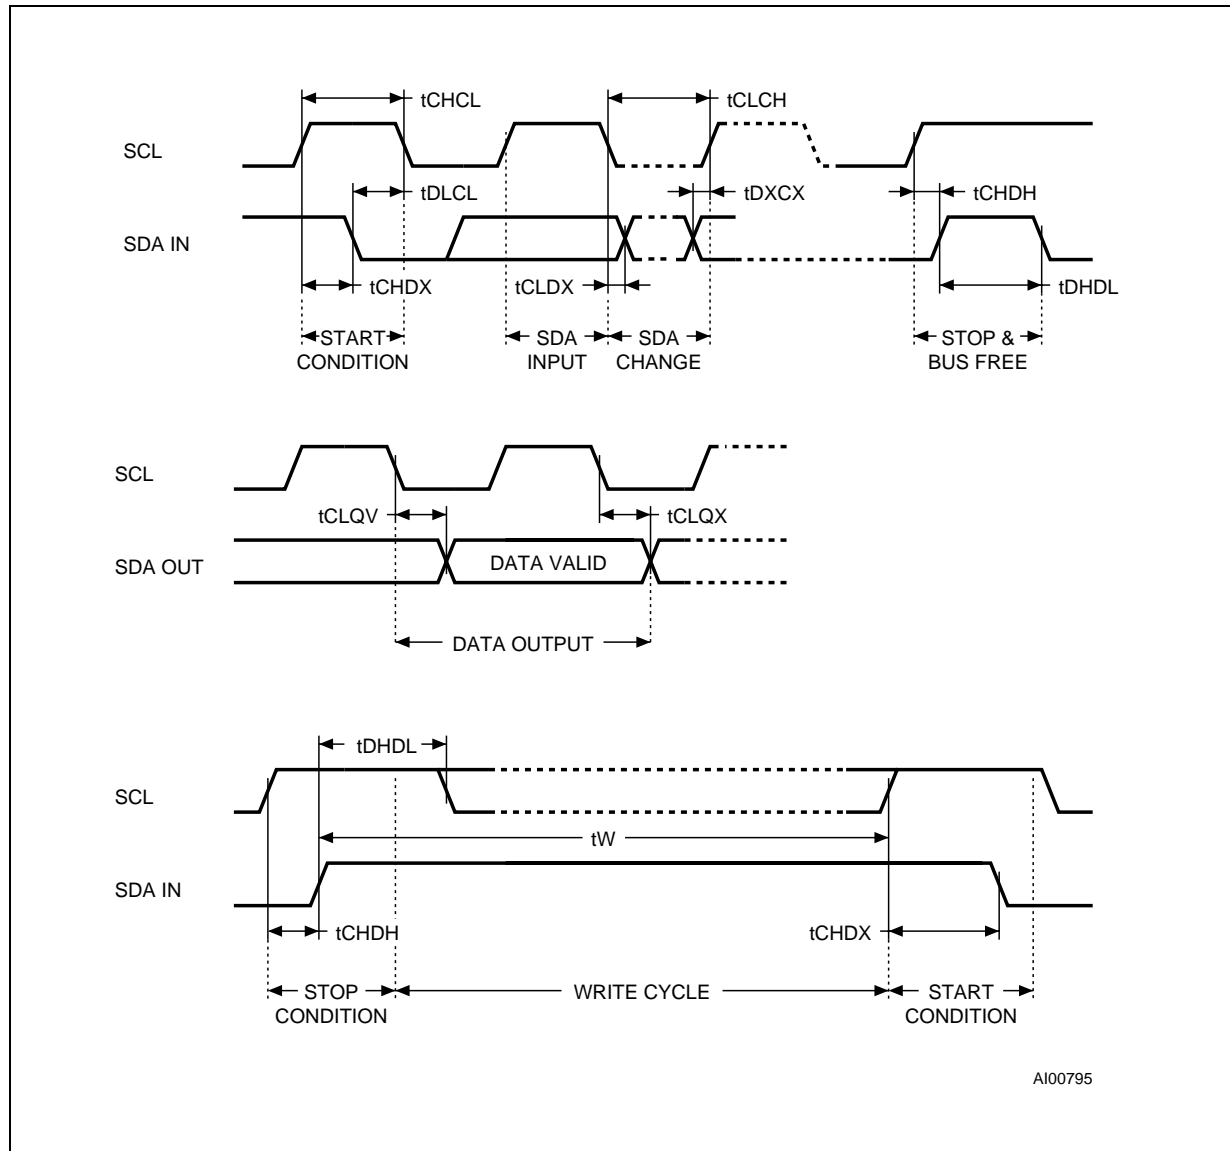 tCHCL
tCLCH
SCL
tDLCL
tDXCX
tCHDH
SDA IN
tCHDX
tCLDX
tDHDL
START
CONDITION
SDA
INPUT
SDA
CHANGE
STOP &
BUS FREE
SCL
tCLQV
tCLQX
SDA OUT
DATA VALID
DATA OUTPUT
tDHDL
SCL
tW
SDA IN
tCHDH
tCHDX
STOP
CONDITION
WRITE CYCLE
START
CONDITION
AI00795